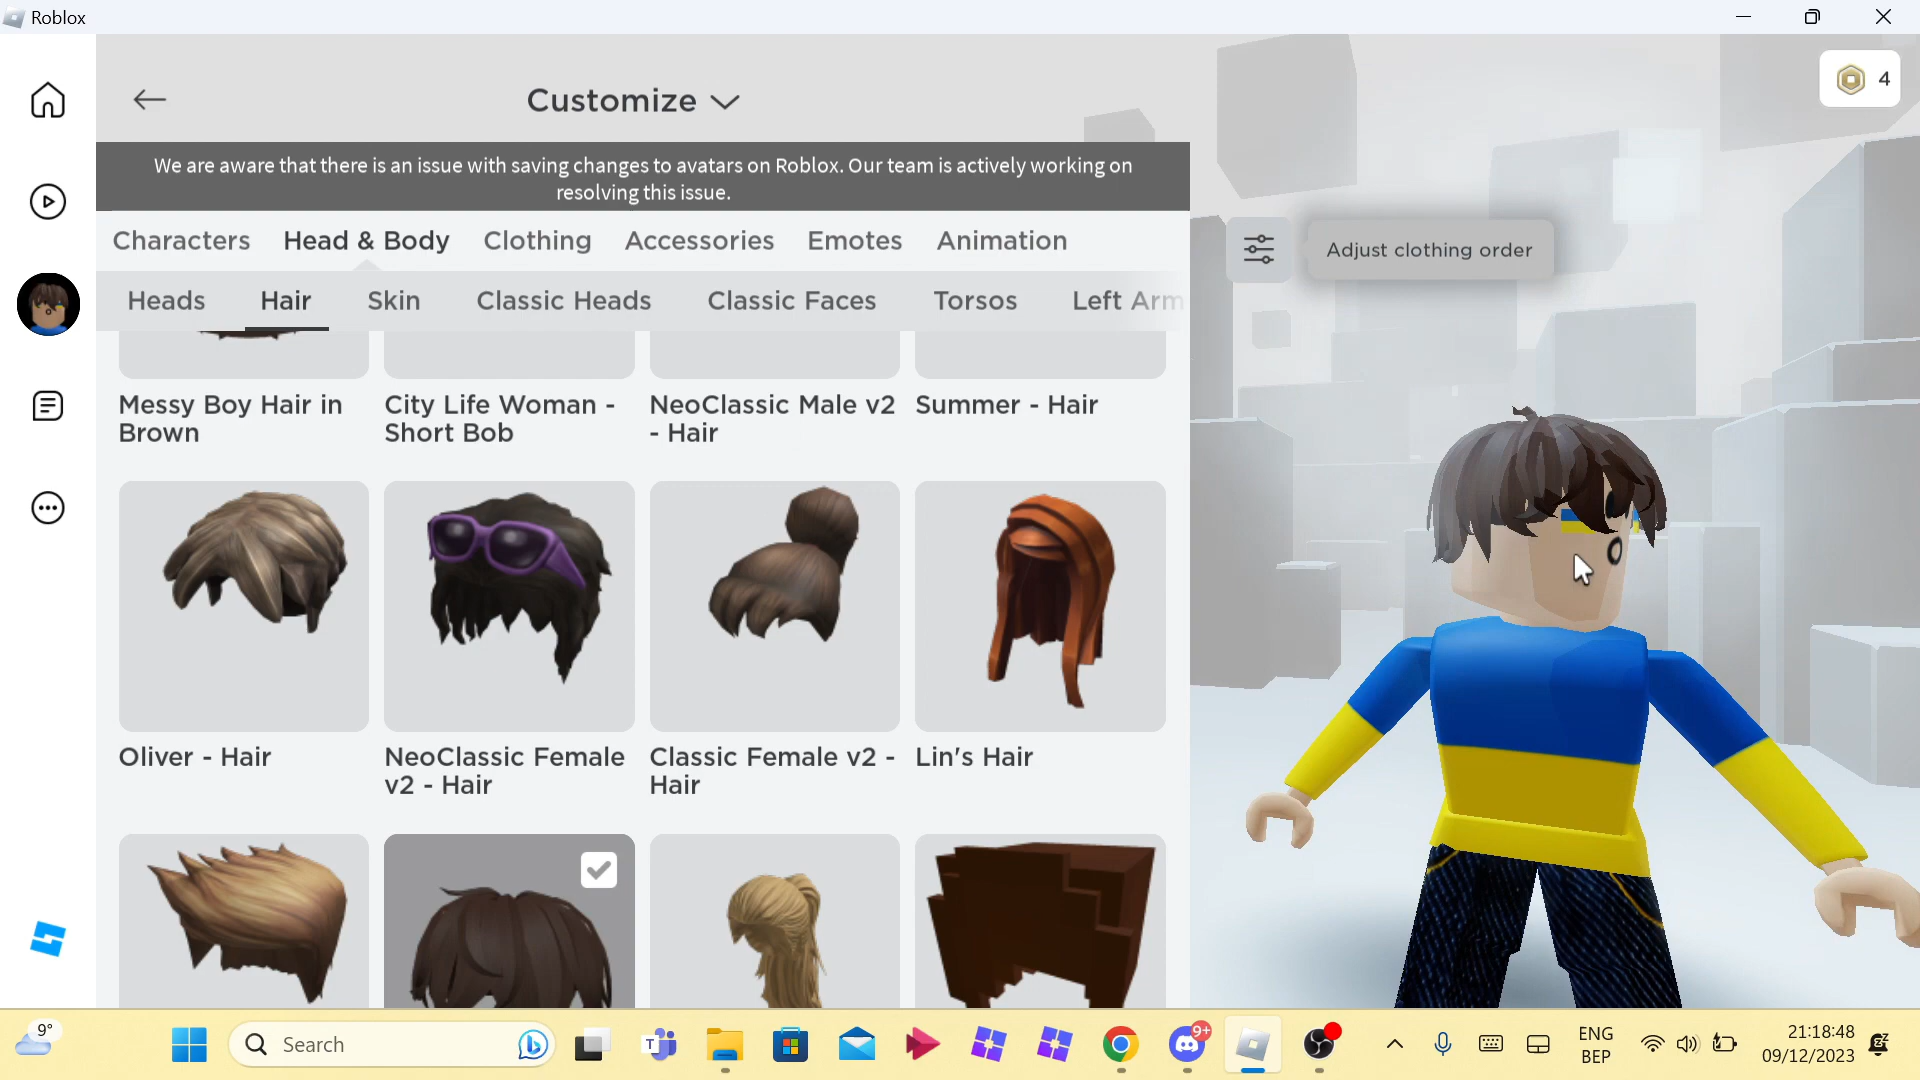 Roblox
4
Customize
We are aware that there is an issue with saving changes to avatars on Roblox. Our team is actively working on
resolving this issue.
Characters Head & Body Clothing Accessories Emotes Animation
Adjust clothing order
Heads Hair Skin Classic Heads Classic Faces Torsos Left Arm
Messy Boy Hair in
Brown
City Life Woman -
Short Bob
NeoClassic Male v2
- Hair
Summer - Hair
Oliver - Hair
NeoClassic Female
v2 - Hair
Classic Female v2 -
Hair
Lin's Hair
9°
Search
T
9+
ENG
BEP
21:18:48
09/12/2023